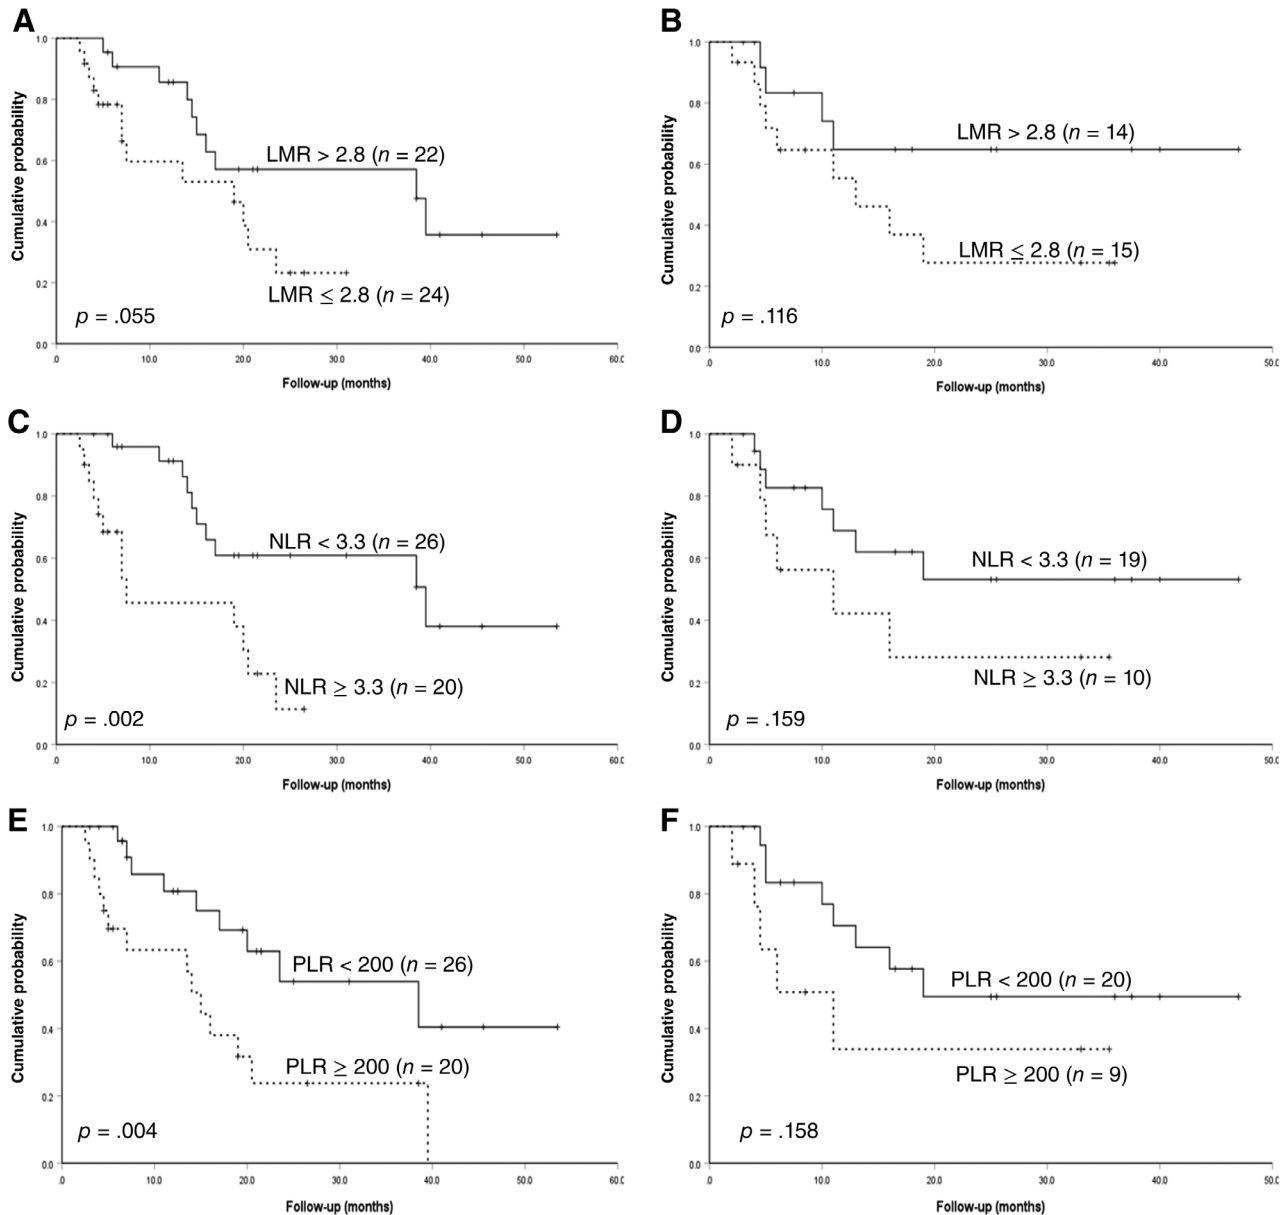 A
Cumulative probability
1.0
0.8
0.6
0.4
0.2
0.0
LMR > 2.8 (n = 22)
LMR ≤ 2.8 (n = 24)
p = .055
.0 10.0 20.0 30.0 40.0 50.0 60.0
Follow-up (months)
B
Cumulative probability
1.0
0.8
0.6
0.4
0.2
0.0
LMR > 2.8 (n = 14)
LMR ≤ 2.8 (n = 15)
p = .116
.0 10.0 20.0 30.0 40.0 50.0
Follow-up (months)
C
Cumulative probability
1.0
0.8
0.6
0.4
0.2
0.0
NLR < 3.3 (n = 26)
NLR ≥ 3.3 (n = 20)
p = .002
.0 10.0 20.0 30.0 40.0 50.0 60.0
Follow-up (months)
D
Cumulative probability
1.0
0.8
0.6
0.4
0.2
0.0
NLR < 3.3 (n = 19)
NLR ≥ 3.3 (n = 10)
p = .159
.0 10.0 20.0 30.0 40.0 50.0
Follow-up (months)
E
Cumulative probability
1.0
0.8
0.6
0.4
0.2
0.0
PLR < 200 (n = 26)
PLR ≥ 200 (n = 20)
p = .004
.0 10.0 20.0 30.0 40.0 50.0 60.0
Follow-up (months)
F
Cumulative probability
1.0
0.8
0.6
0.4
0.2
0.0
PLR < 200 (n = 20)
PLR ≥ 200 (n = 9)
p = .158
.0 10.0 20.0 30.0 40.0 50.0
Follow-up (months)